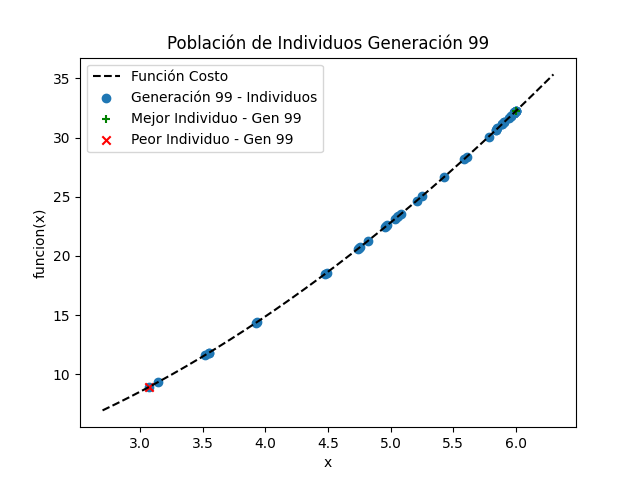 Población de Individuos Generación 99
Función Costo
Generación 99 - Individuos
Mejor Individuo - Gen 99
Peor Individuo - Gen 99
35
30
25
20
15
10
funcion(x)
3.0 3.5 4.0 4.5 5.0 5.5 6.0
x